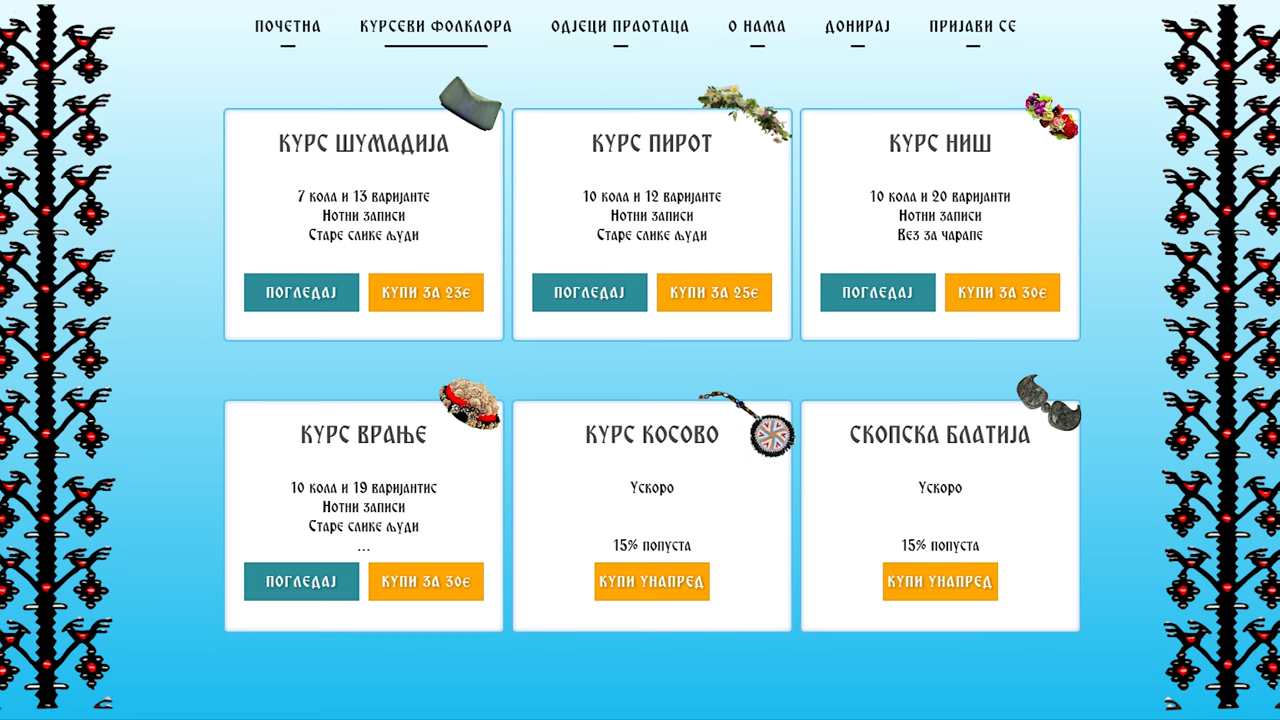 ПОЧЕТНА КУРСЕВИ ФОЛКЛОРА ОДЈЕЦИ ПРАОТАЦА О НАМА ДОНИРАЈ ПРИЈАВИ СЕ
КУРС ШУМАДИЈА
7 кола и 13 варијанте
Нотни записи
Старе слике људи
ПОГЛЕДАЈ КУПИ ЗА 23€
КУРС ПИРОТ
10 кола и 12 варијанте
Нотни записи
Старе слике људи
ПОГЛЕДАЈ КУПИ ЗА 25€
КУРС НИШ
10 кола и 20 варијанти
Нотни записи
Вез за чарапе
ПОГЛЕДАЈ КУПИ ЗА 30€
КУРС ВРАЊЕ
10 кола и 19 варијантис
Нотни записи
Старе слике људи
...
ПОГЛЕДАЈ КУПИ ЗА 30€
КУРС КОСОВО
Ускоро
15% попуста
КУПИ УНАПРЕД
СКОПСКА БЛАТИЈА
Ускоро
15% попуста
КУПИ УНАПРЕД